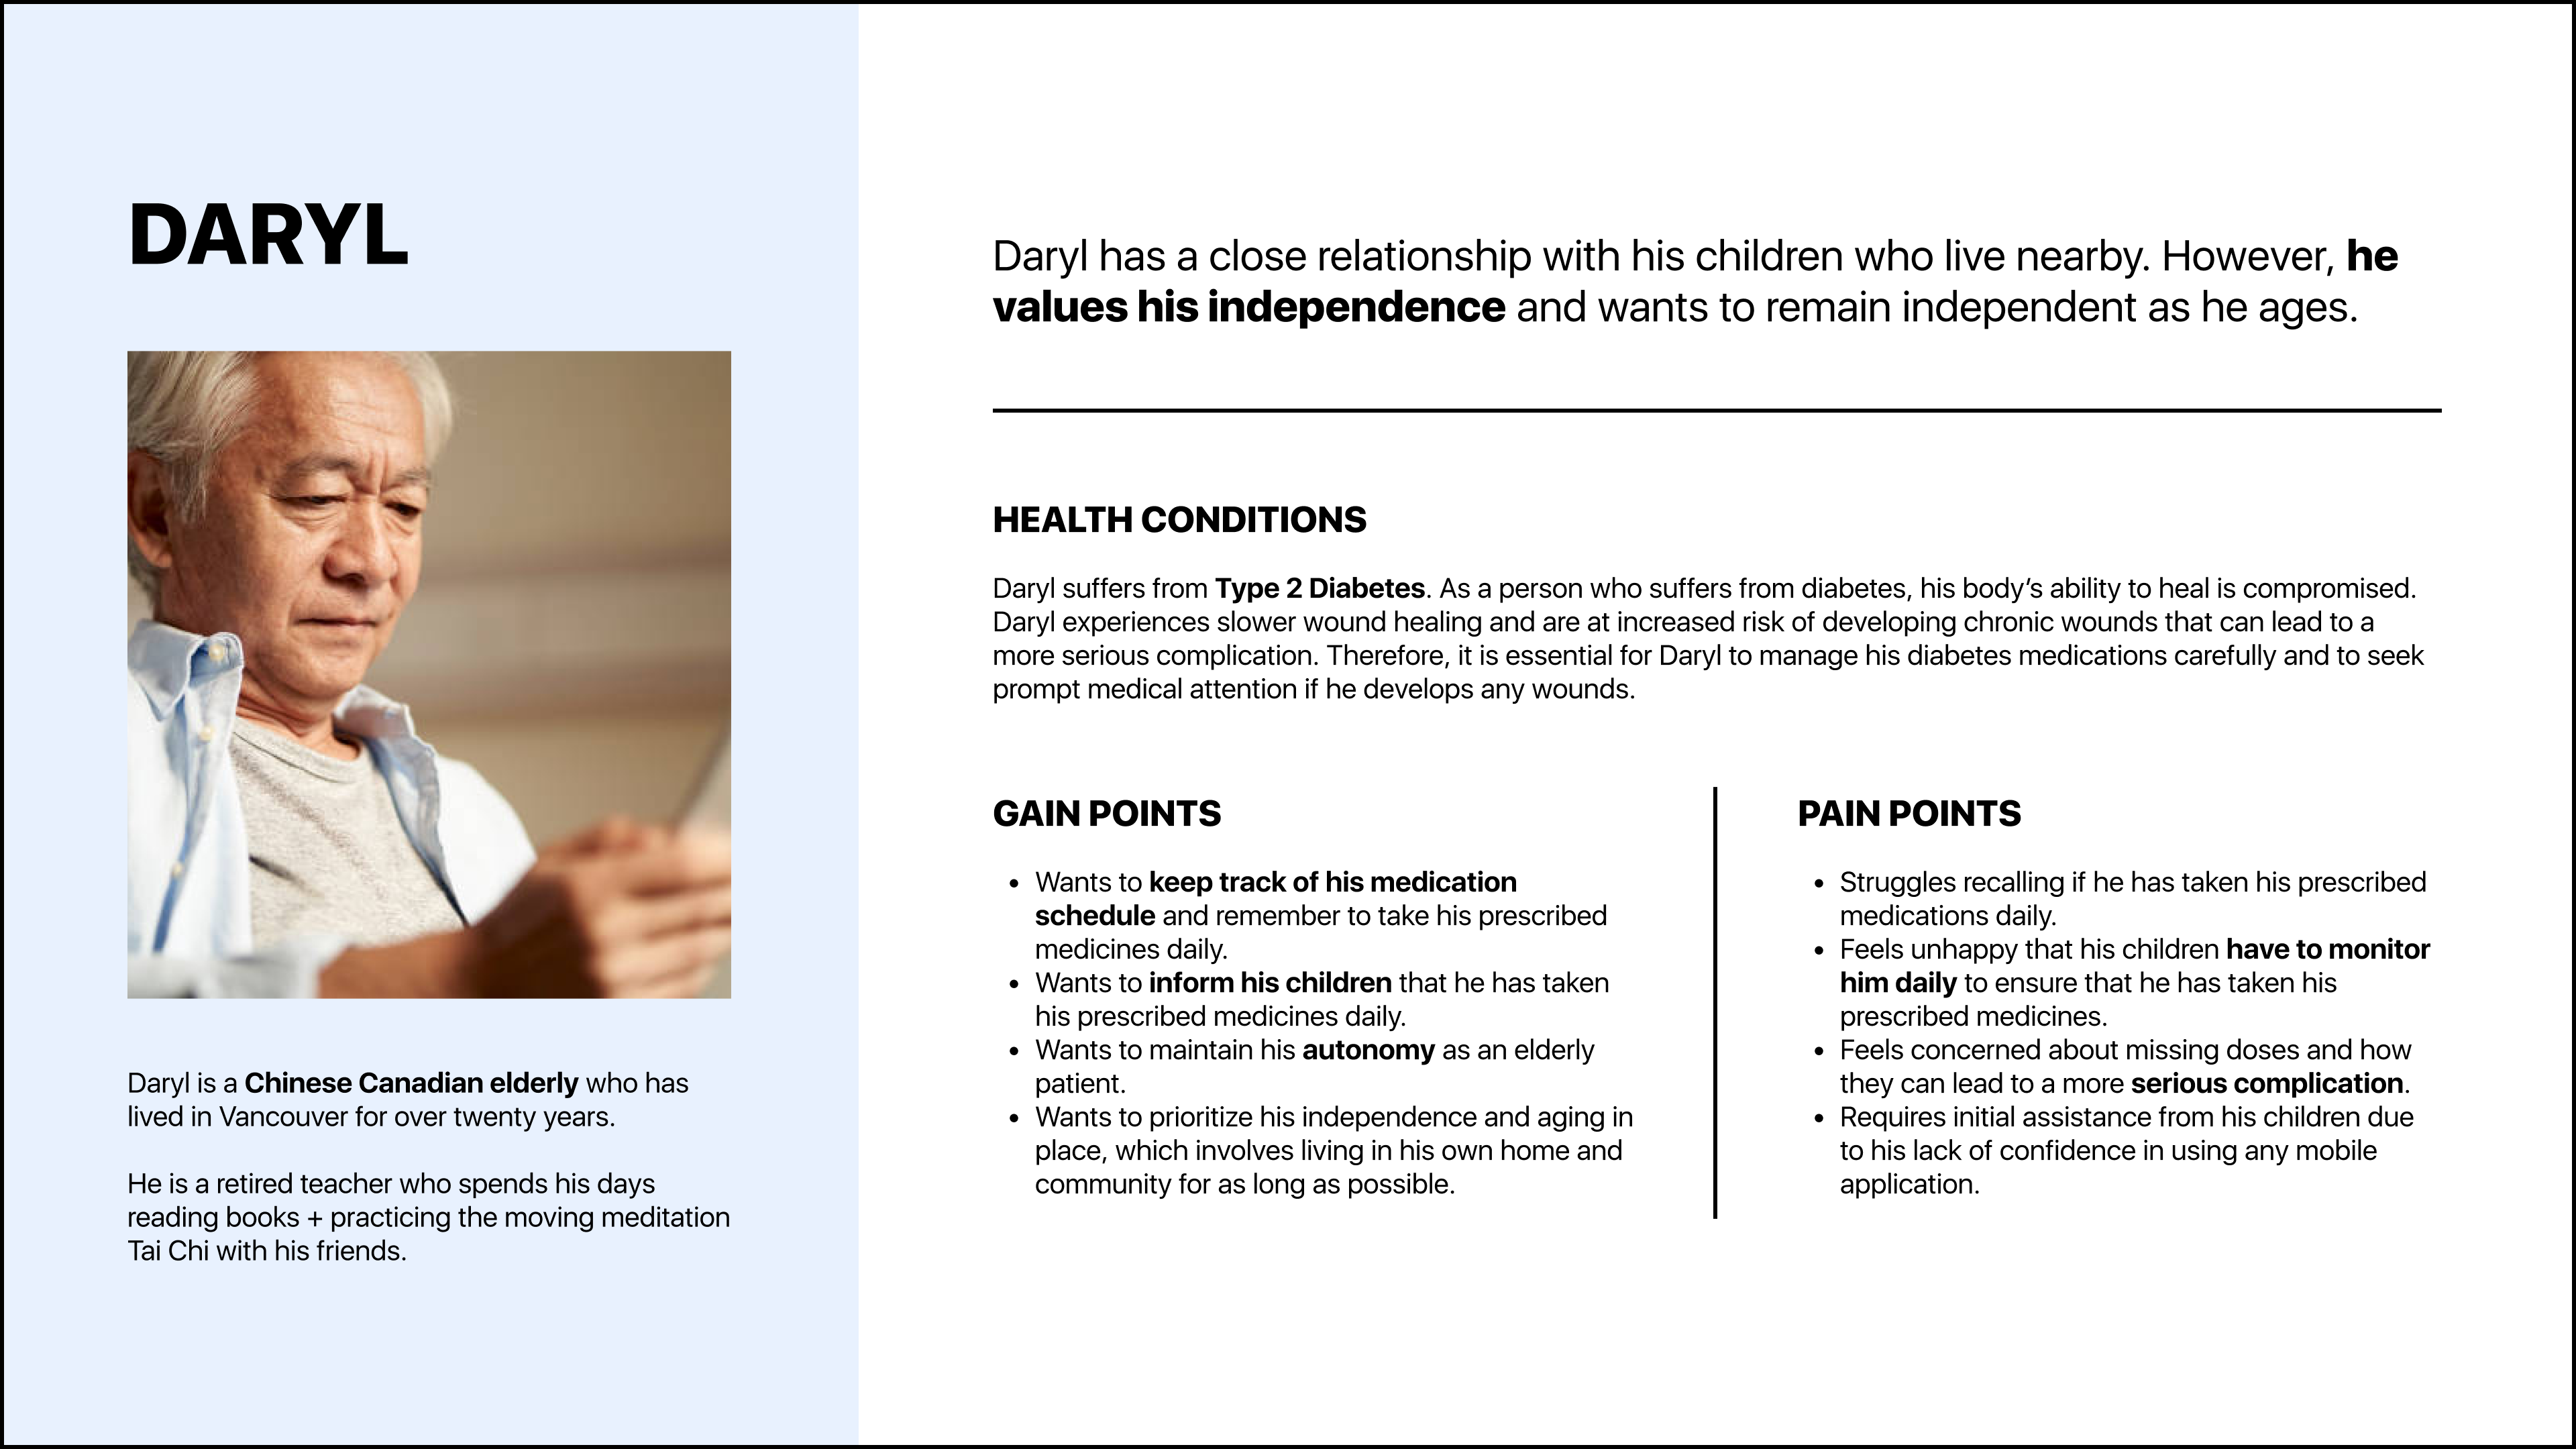 DARYL
Daryl is a Chinese Canadian elderly who has
lived in Vancouver for over twenty years.
He is a retired teacher who spends his days
reading books + practicing the moving meditation
Tai Chi with his friends.
Daryl has a close relationship with his children who live nearby. However, he
values his independence and wants to remain independent as he ages.
HEALTH CONDITIONS
Daryl suffers from Type 2 Diabetes. As a person who suffers from diabetes, his body’s ability to heal is compromised.
Daryl experiences slower wound healing and are at increased risk of developing chronic wounds that can lead to a
more serious complication. Therefore, it is essential for Daryl to manage his diabetes medications carefully and to seek
prompt medical attention if he develops any wounds.
GAIN POINTS
• Wants to keep track of his medication
schedule and remember to take his prescribed
medicines daily.
• Wants to inform his children that he has taken
his prescribed medicines daily.
• Wants to maintain his autonomy as an elderly
patient.
• Wants to prioritize his independence and aging in
place, which involves living in his own home and
community for as long as possible.
PAIN POINTS
• Struggles recalling if he has taken his prescribed
medications daily.
• Feels unhappy that his children have to monitor
him daily to ensure that he has taken his
prescribed medicines.
• Feels concerned about missing doses and how
they can lead to a more serious complication.
• Requires initial assistance from his children due
to his lack of confidence in using any mobile
application.